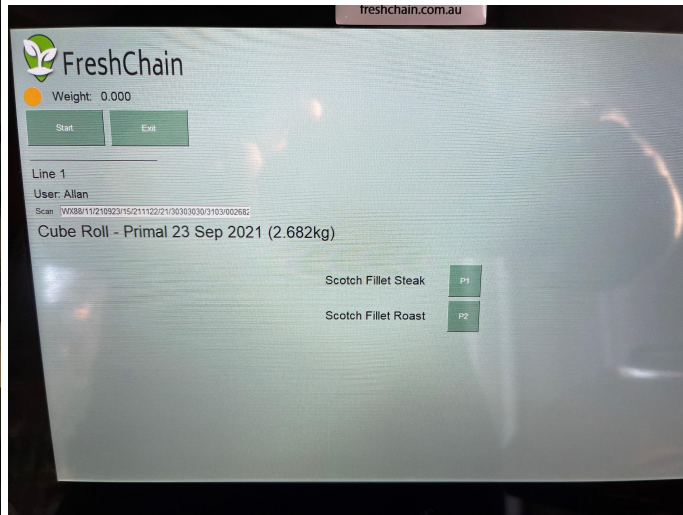 freshchain.com.au
FreshChain
Weight: 0.000
Start Exit
Line 1
User: Allan
Scan WX88/11/210923/15/211122/21/30303030/3103/002682
Cube Roll - Primal 23 Sep 2021 (2.682kg)
Scotch Fillet Steak P1
Scotch Fillet Roast P2